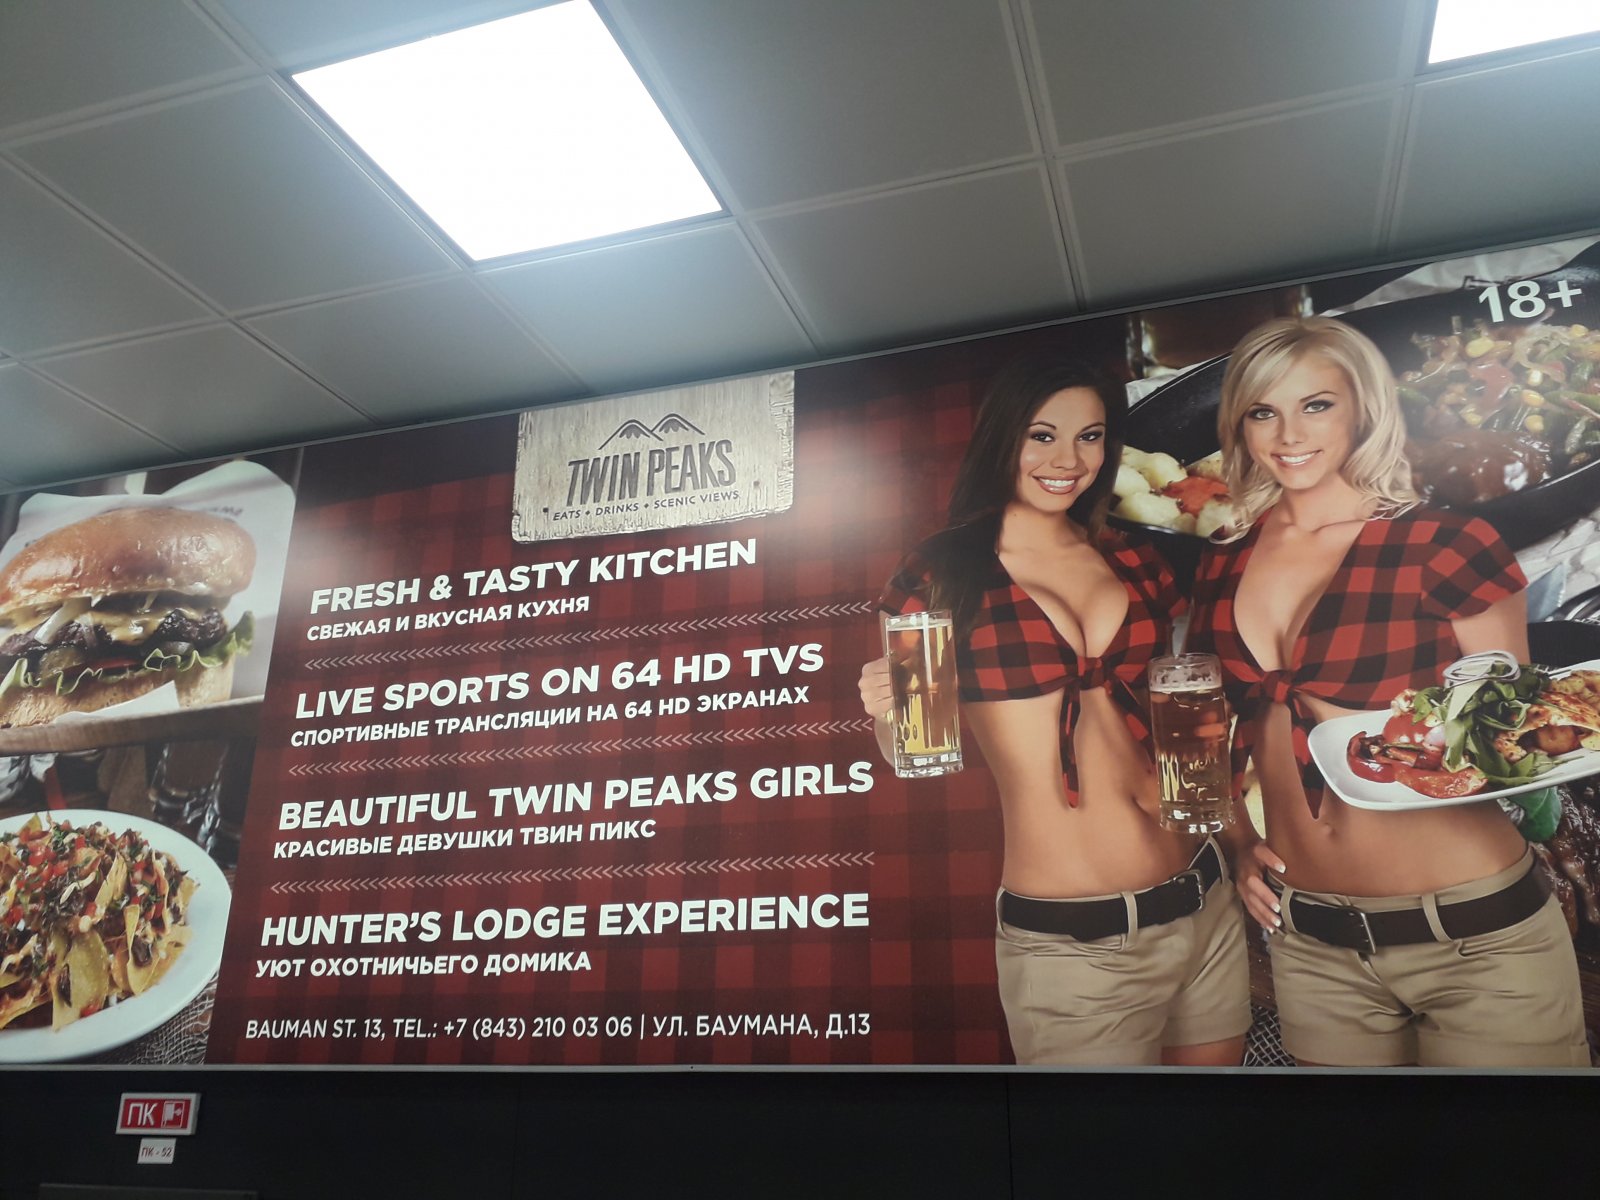 18+
TWIN PEAKS
EATS • DRINKS • SCENIC VIEWS
FRESH & TASTY KITCHEN
СВЕЖАЯ И ВКУСНАЯ КУХНЯ
LIVE SPORTS ON 64 HD TVS
СПОРТИВНЫЕ ТРАНСЛЯЦИИ НА 64 HD ЭКРАНАХ
BEAUTIFUL TWIN PEAKS GIRLS
КРАСИВЫЕ ДЕВУШКИ ТВИН ПИКС
HUNTER'S LODGE EXPERIENCE
УЮТ ОХОТНИЧЬЕГО ДОМИКА
BAUMAN ST. 13, TEL.: +7 (843) 210 03 06 | УЛ. БАУМАНА, Д.13
ПК
ПК - 52